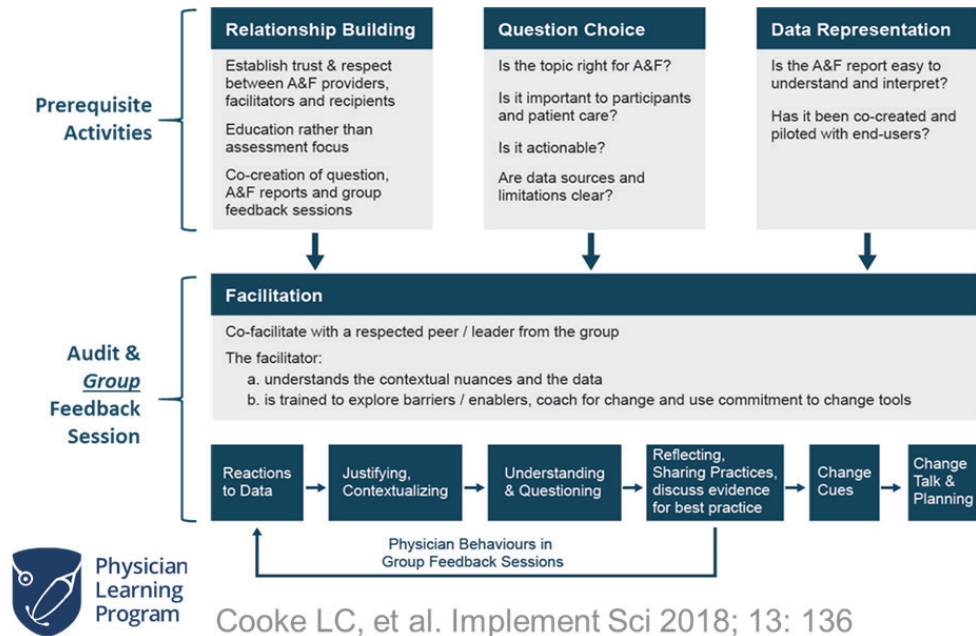 Prerequisite
Activities
Relationship Building
Establish trust & respect
between A&F providers,
facilitators and recipients
Education rather than
assessment focus
Co-creation of question,
A&F reports and group
feedback sessions
Question Choice
Is the topic right for A&F?
Is it important to participants
and patient care?
Is it actionable?
Are data sources and
limitations clear?
Data Representation
Is the A&F report easy to
understand and interpret?
Has it been co-created and
piloted with end-users?
Audit &
Group
Feedback
Session
Facilitation
Co-facilitate with a respected peer / leader from the group
The facilitator:
a. understands the contextual nuances and the data
b. is trained to explore barriers / enablers, coach for change and use commitment to change tools
Reactions
to Data
Justifying,
Contextualizing
Understanding
& Questioning
Reflecting,
Sharing Practices,
discuss evidence
for best practice
Change
Cues
Change
Talk &
Planning
Physician Behaviours in
Group Feedback Sessions
Physician
Learning
Program
Cooke LC, et al. Implement Sci 2018; 13: 136